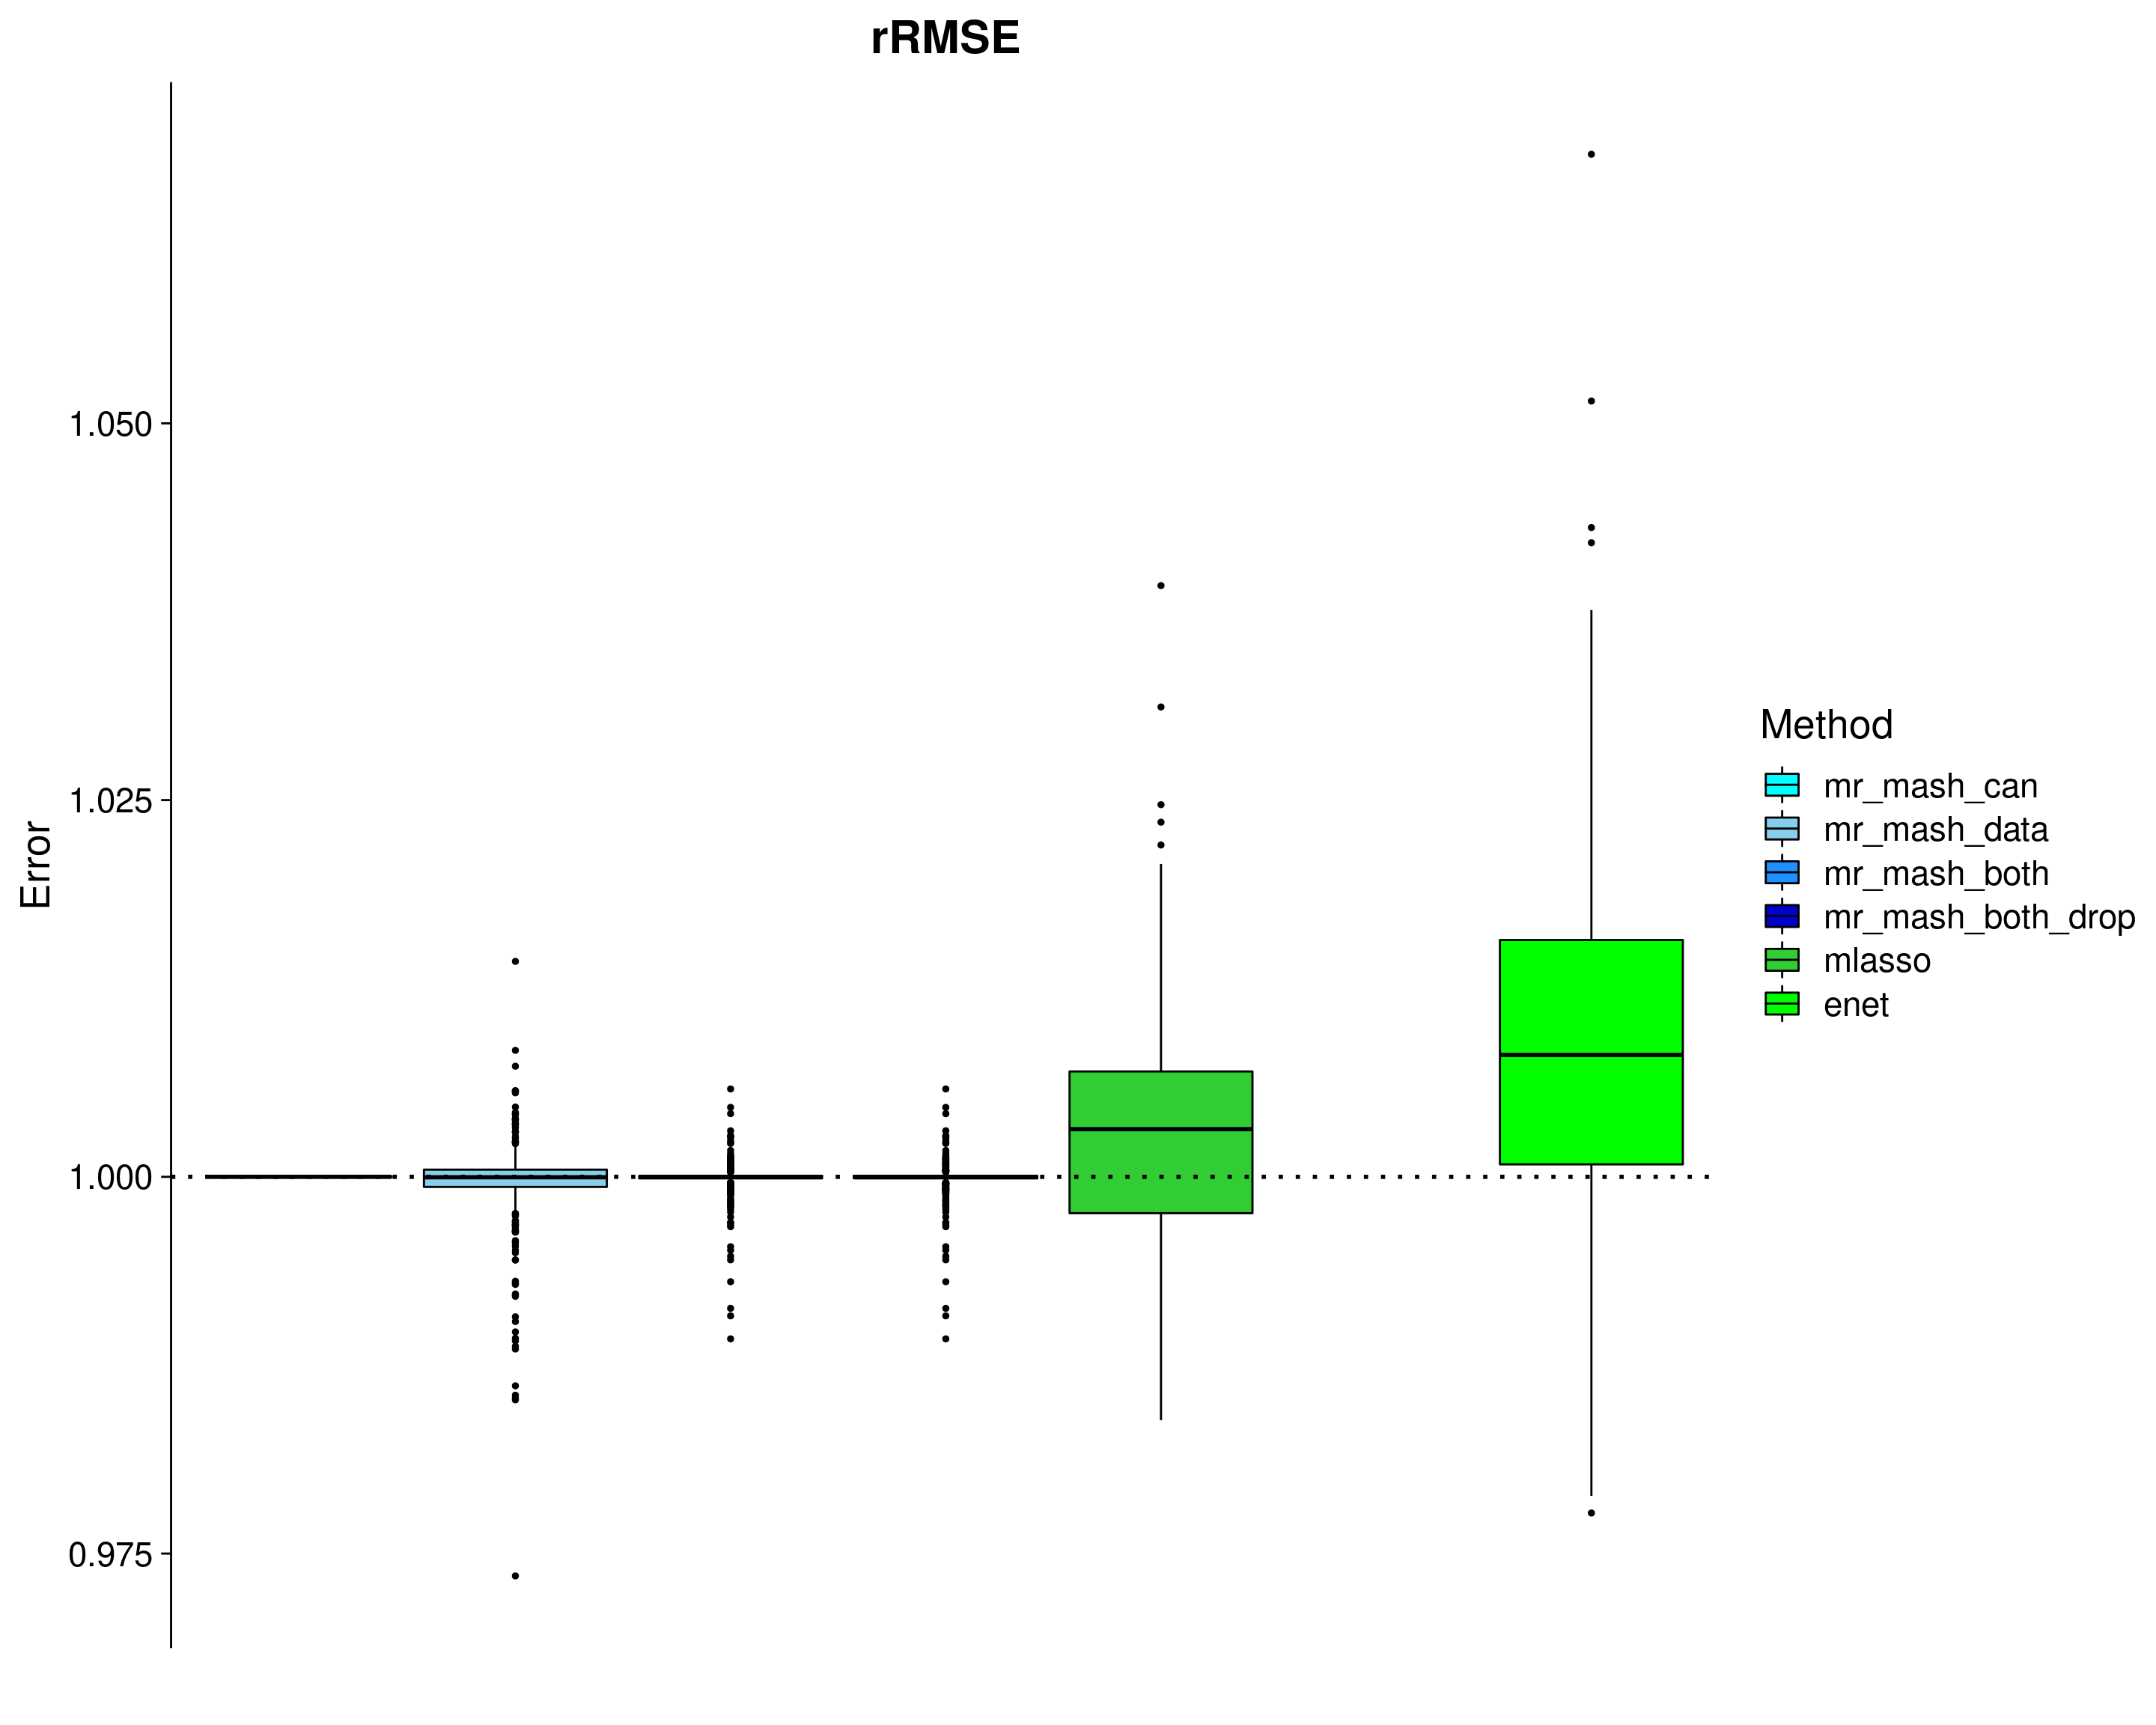 rRMSE
Error
1.050
1.025
1.000
0.975
Method
mr_mash_can
mr_mash_data
mr_mash_both
mr_mash_both_drop
mlasso
enet